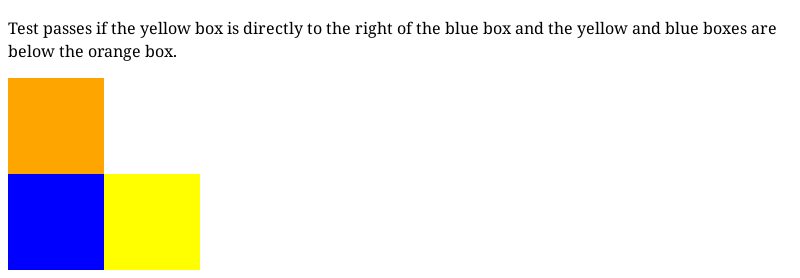 Test passes if the yellow box is directly to the right of the blue box and the yellow and blue boxes are
below the orange box.